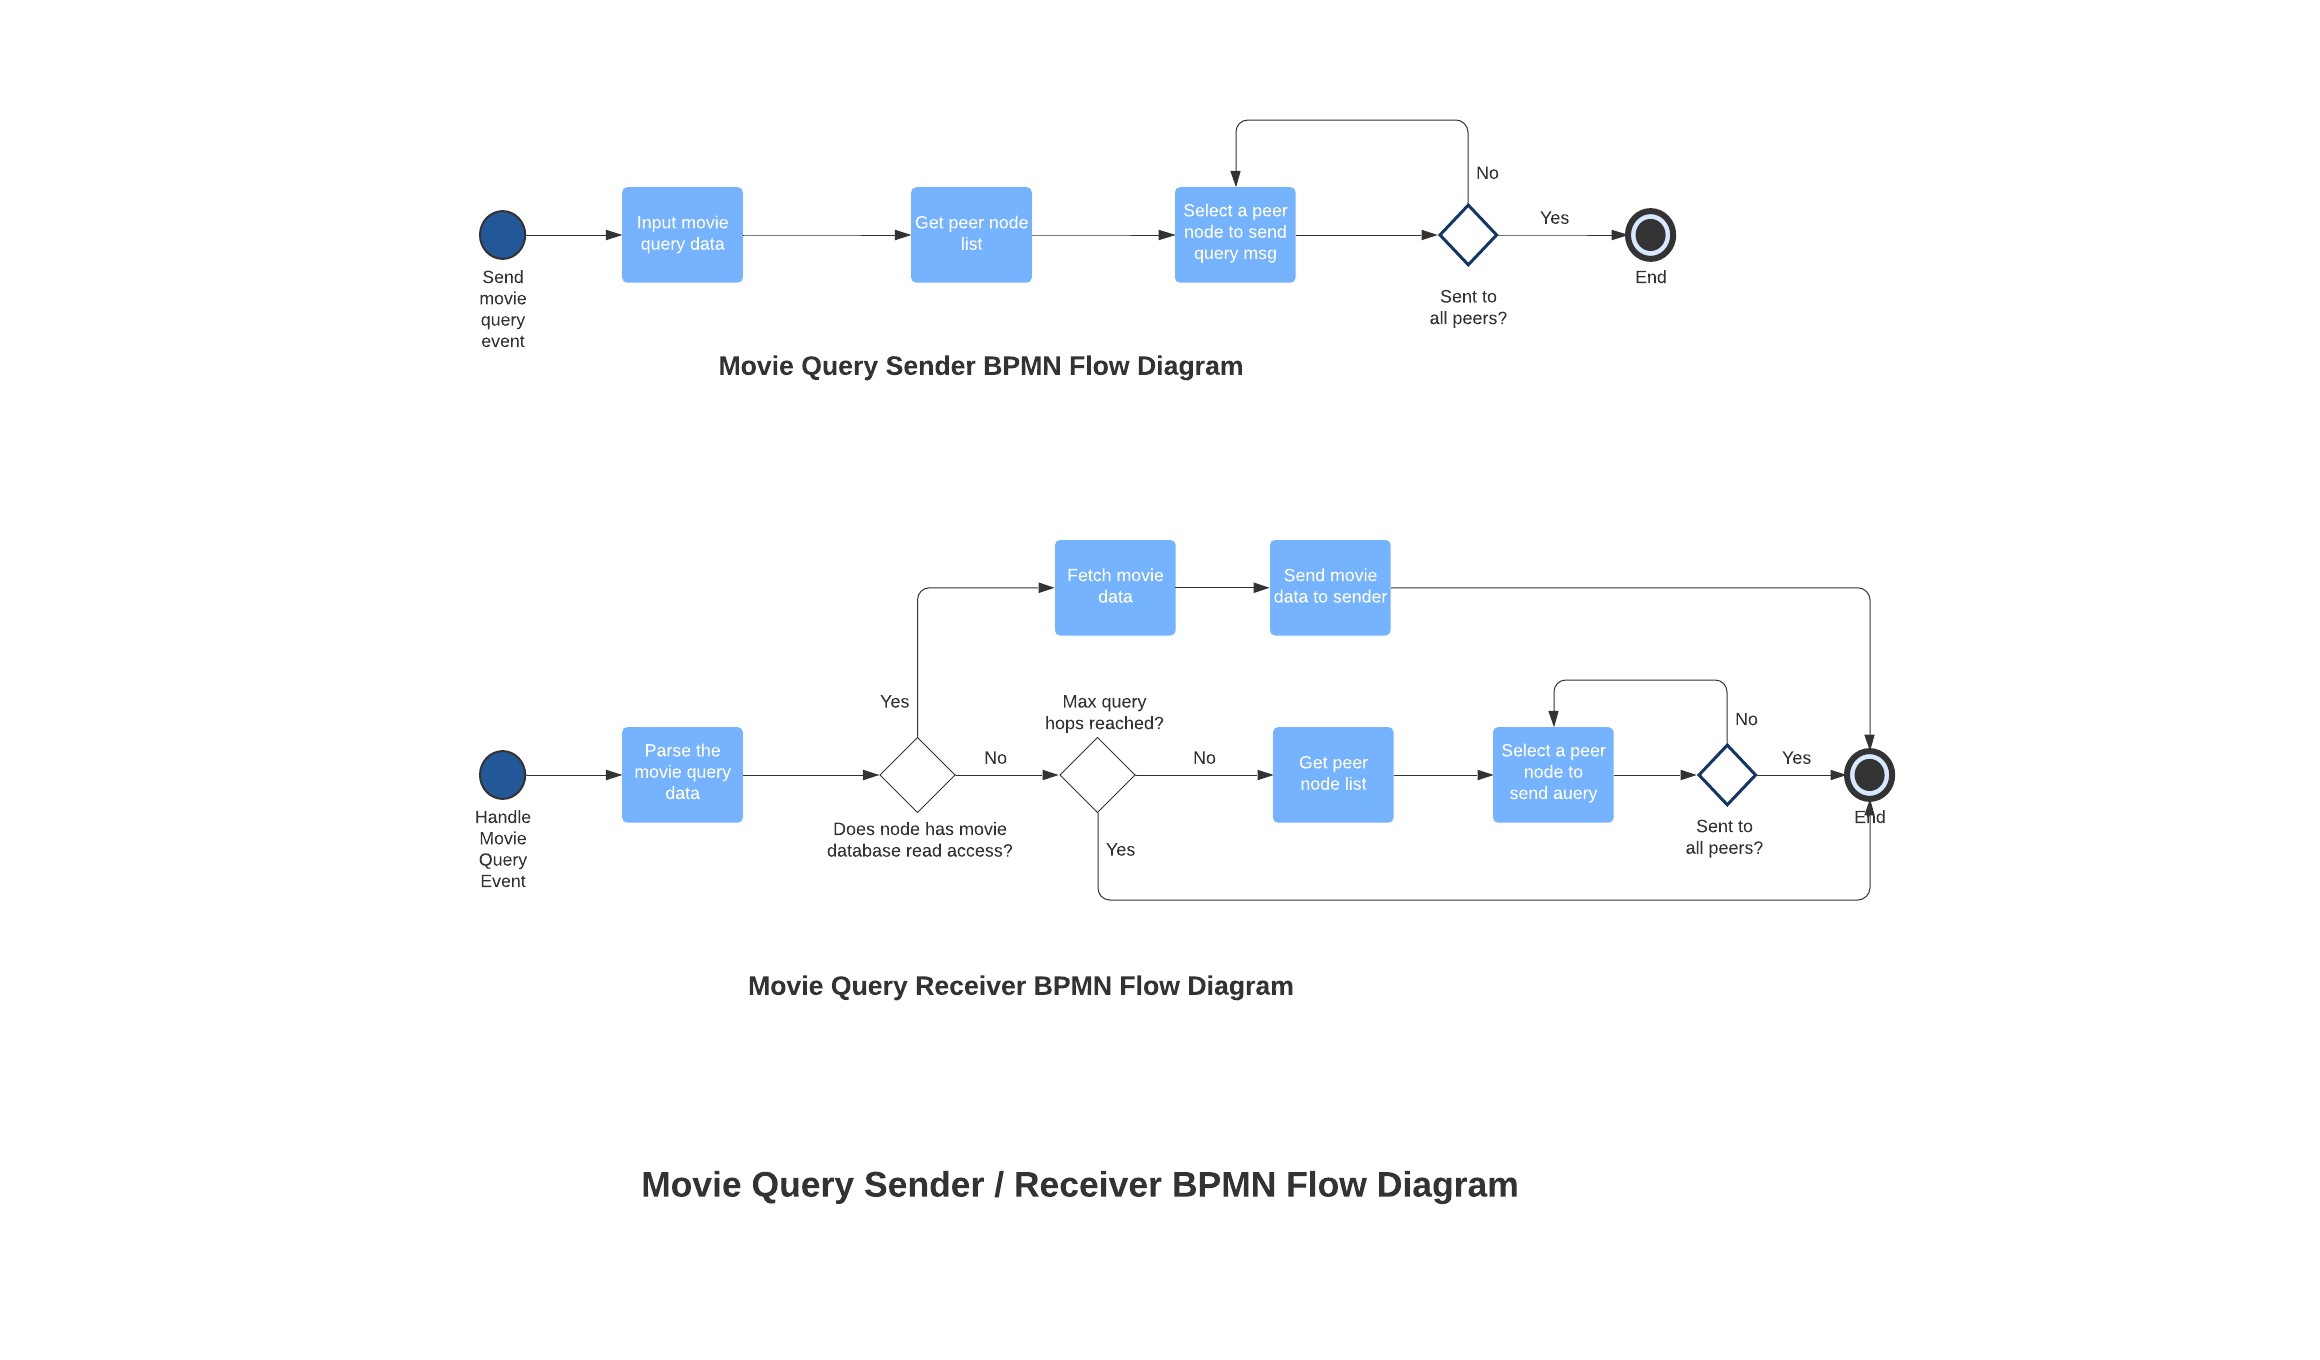 No
Input movie
query data
Get peer node
list
Select a peer
node to send
query msg
Yes
Send
movie
query
event
Sent to
all peers?
End
Movie Query Sender BPMN Flow Diagram
Fetch movie
data
Send movie
data to sender
Yes
Max query
hops reached?
No
Parse the
movie query
data
No
No
Get peer
node list
Select a peer
node to
send auery
Yes
Handle
Movie
Query
Event
Does node has movie
database read access?
Yes
Sent to
all peers?
End
Movie Query Receiver BPMN Flow Diagram
Movie Query Sender / Receiver BPMN Flow Diagram